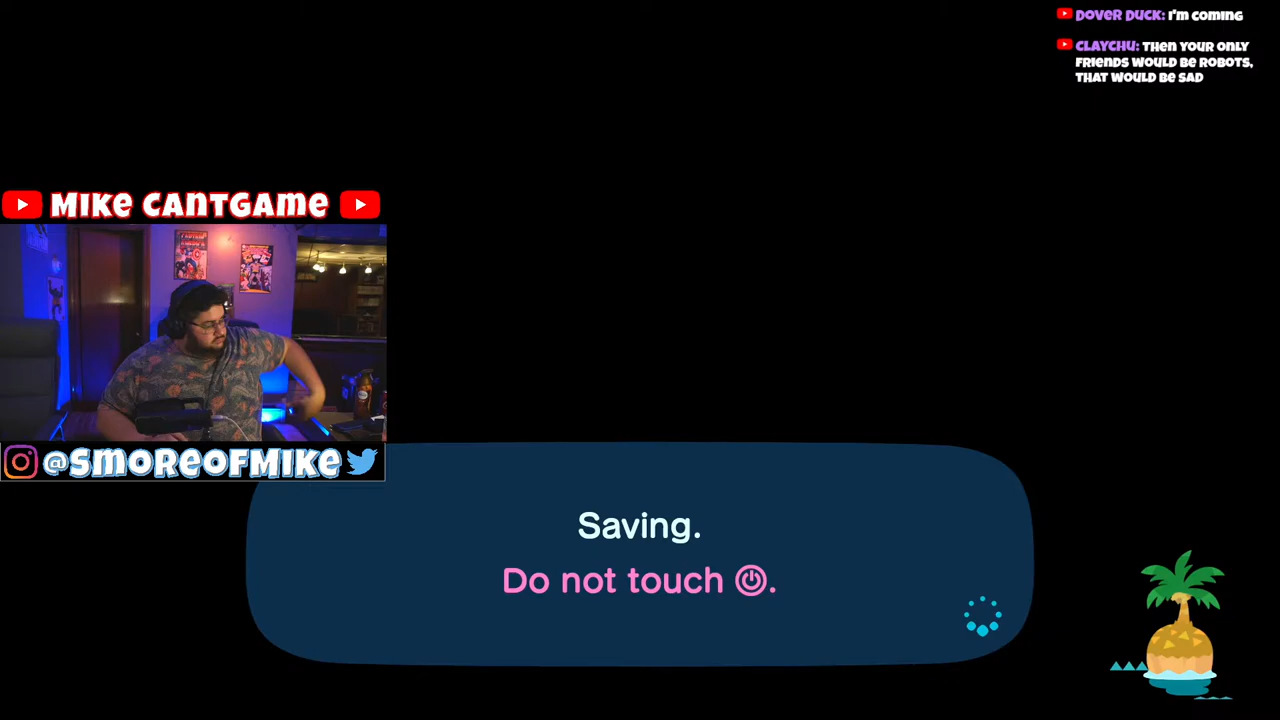 DOVER DUCK: I'm coming
CLAYCHU: Then your only
friends would be robots,
that would be sad
MIKE CANTGAME
@SMOREOFMIKE
Saving.
Do not touch ⏻.